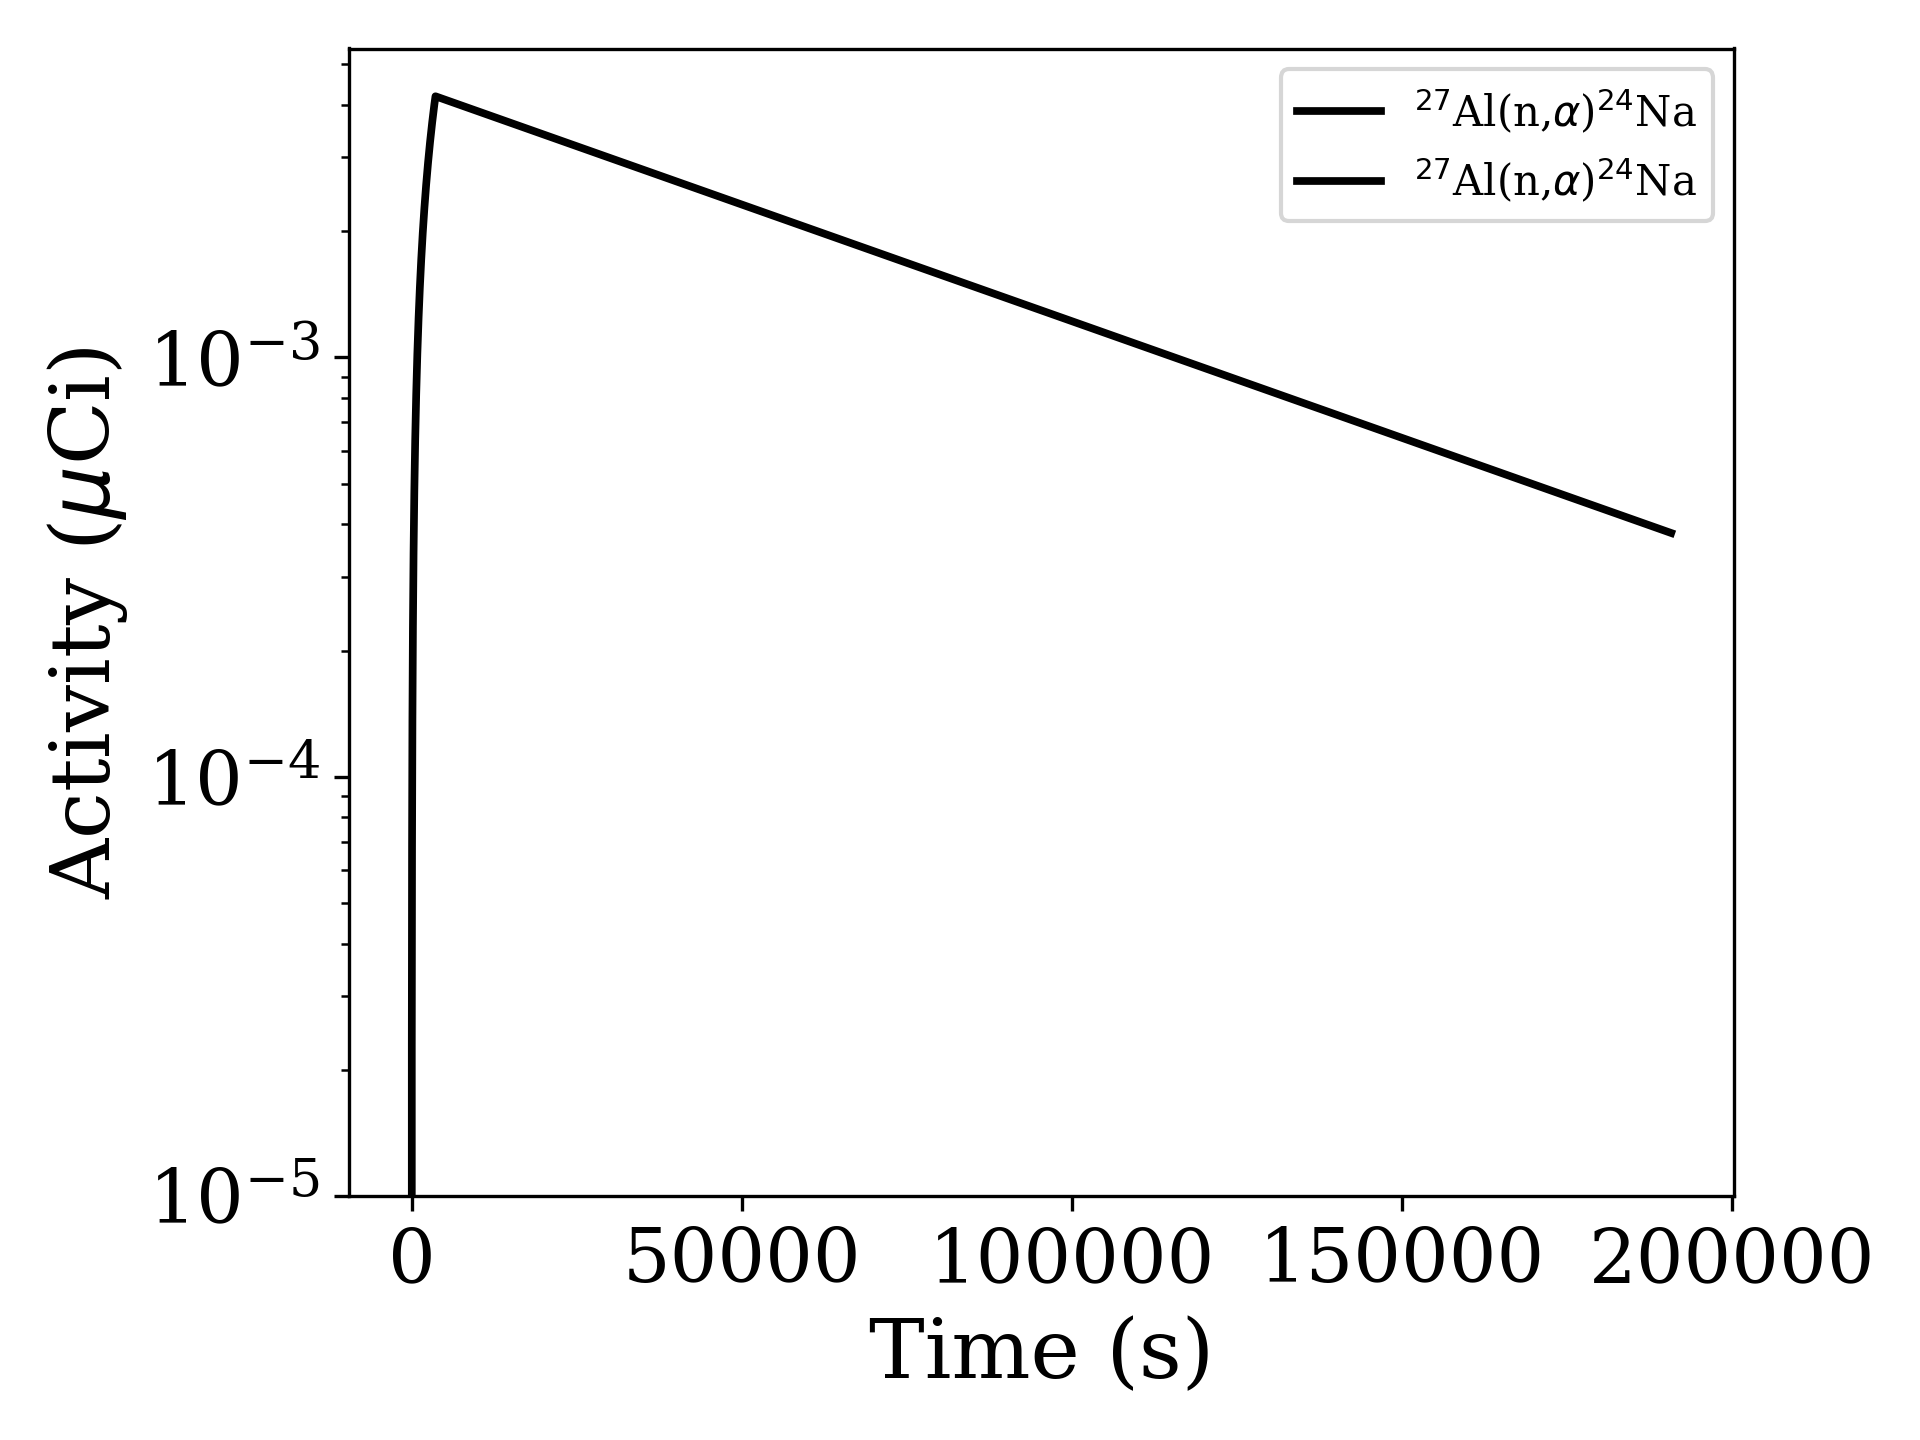 ²⁷Al(n,α)²⁴Na
²⁷Al(n,α)²⁴Na
Activity (μCi)
10⁻³
10⁻⁴
10⁻⁵
0 50000 100000 150000 200000
Time (s)